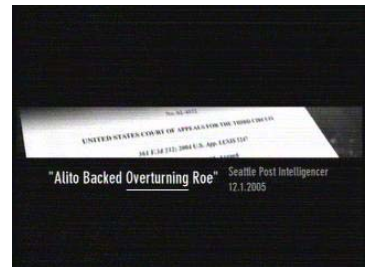 UNITED STATES COURT OF APPEALS FOR THE THIRD CIRCUIT
"Alito Backed Overturning Roe"
Seattle Post Intelligencer
12.1.2005